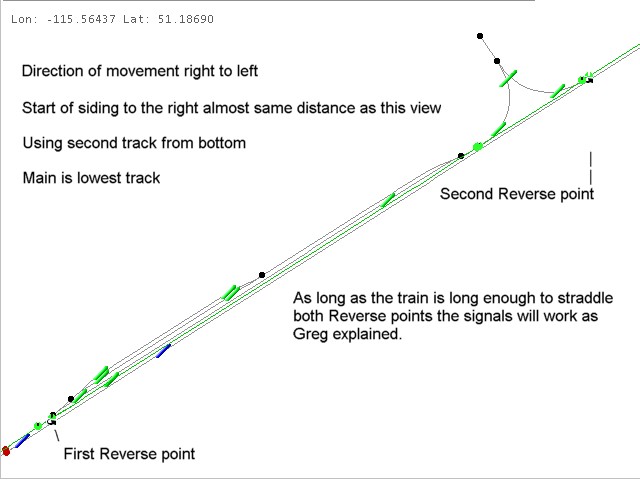 Lon: -115.56437 Lat: 51.18690
Direction of movement right to left
Start of siding to the right almost same distance as this view
Using second track from bottom
Main is lowest track
Second Reverse point
As long as the train is long enough to straddle
both Reverse points the signals will work as
Greg explained.
First Reverse point